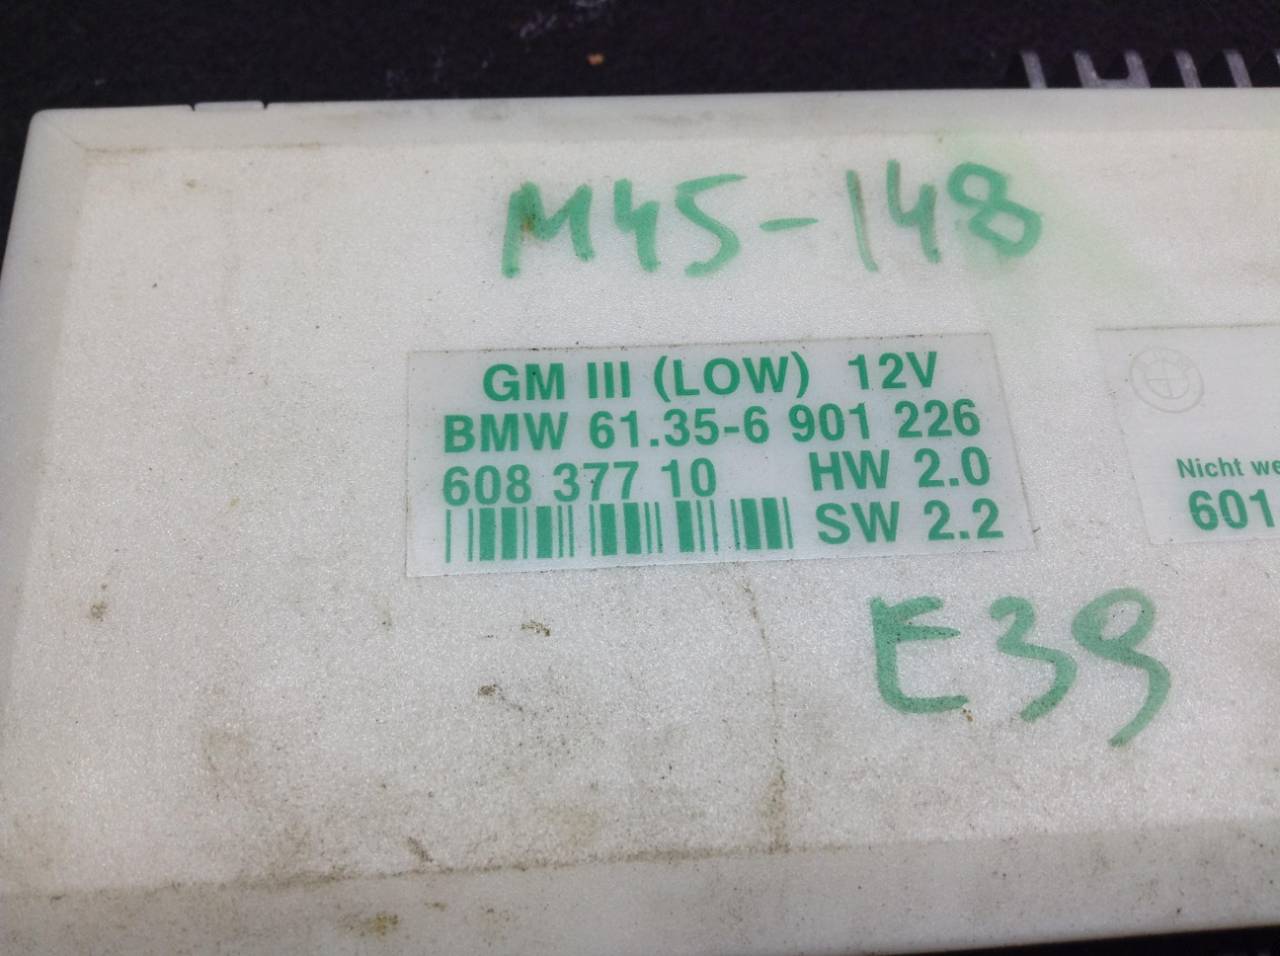 M45-148
GM III (LOW) 12V
BMW 61.35-6 901 226
608 377 10 HW 2.0
SW 2.2
Nicht
601
E39